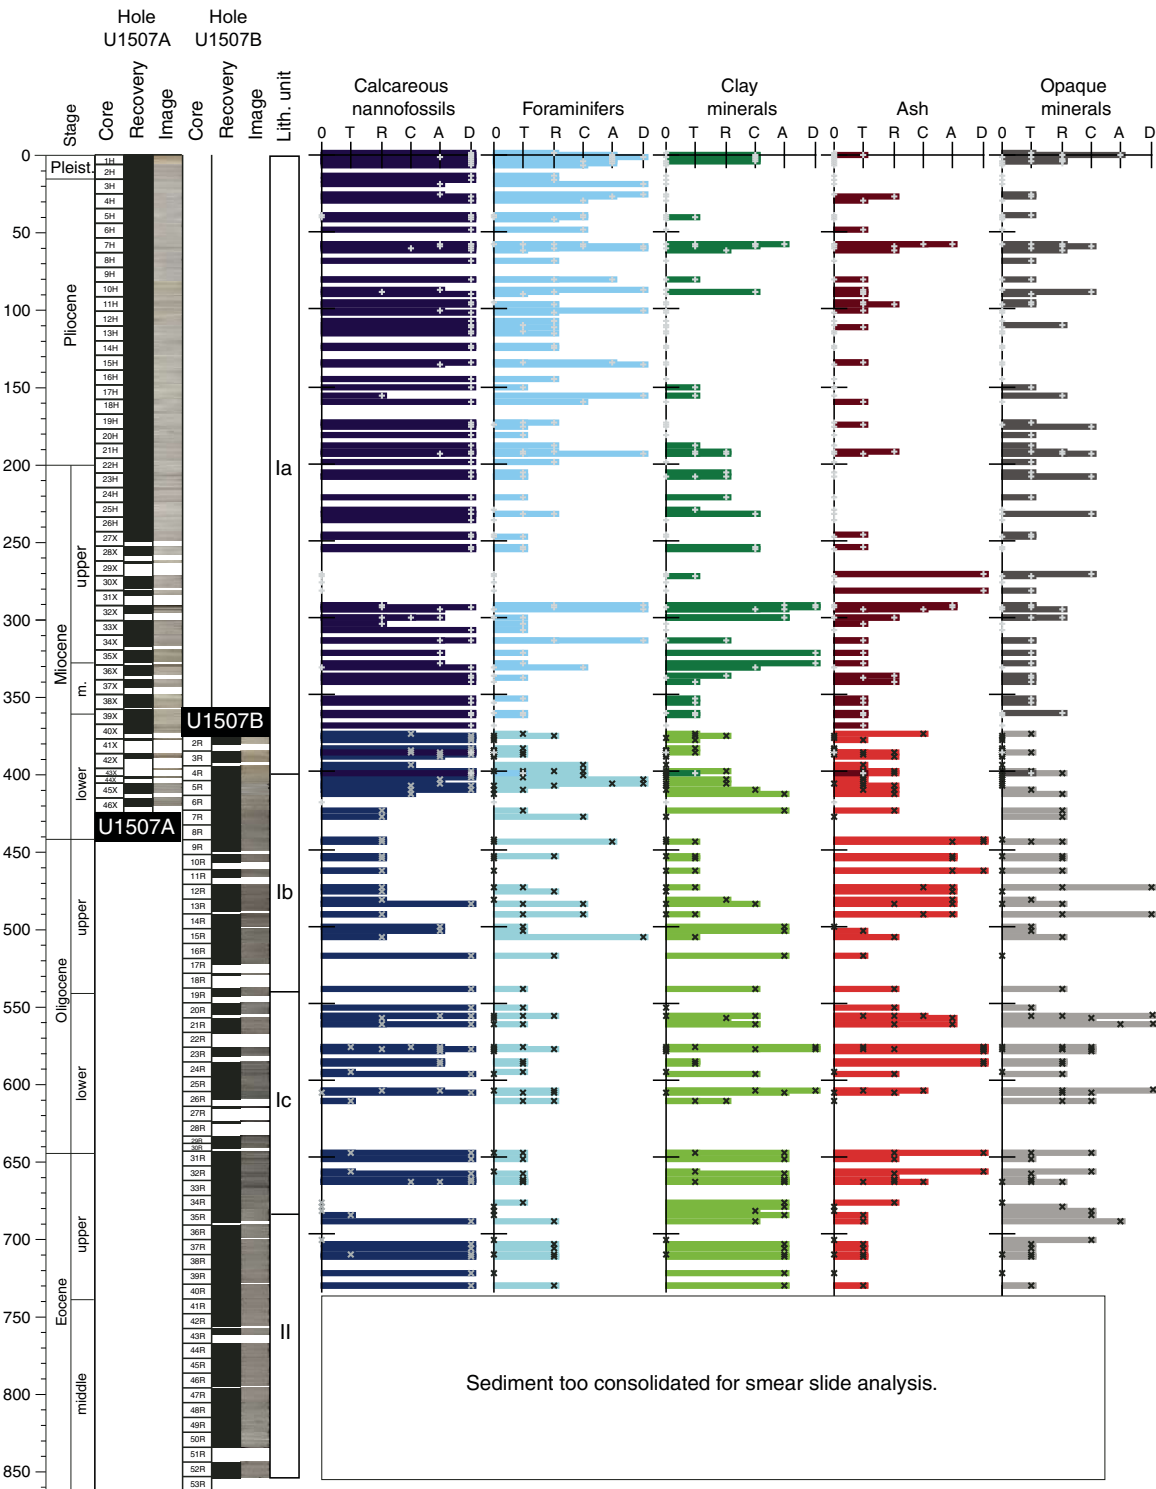 Hole
U1507A
Hole
U1507B
Stage
Core
Recovery
Image
Core
Recovery
Image
Lith. unit
Calcareous
nannofossils
Foraminifers
Clay
minerals
Ash
Opaque
minerals
0 T R C A D
0 T R C A D
0 T R C A D
0 T R C A D
0 T R C A D
0
50
100
150
200
250
300
350
400
450
500
550
600
650
700
750
800
850
Pleist.
Pliocene
Miocene
upper
m.
lower
Oligocene
upper
lower
Eocene
upper
middle
1H
2H
3H
4H
5H
6H
7H
8H
9H
10H
11H
12H
13H
14H
15H
16H
17H
18H
19H
20H
21H
22H
23H
24H
25H
26H
27X
28X
29X
30X
31X
32X
33X
34X
35X
36X
37X
38X
39X
40X
41X
42X
43X
44X
45X
46X
U1507A
U1507B
2R
3R
4R
5R
6R
7R
8R
9R
10R
11R
12R
13R
14R
15R
16R
17R
18R
19R
20R
21R
22R
23R
24R
25R
26R
27R
28R
29R
30R
31R
32R
33R
34R
35R
36R
37R
38R
39R
40R
41R
42R
43R
44R
45R
46R
47R
48R
49R
50R
51R
52R
53R
Ia
Ib
Ic
II
Sediment too consolidated for smear slide analysis.